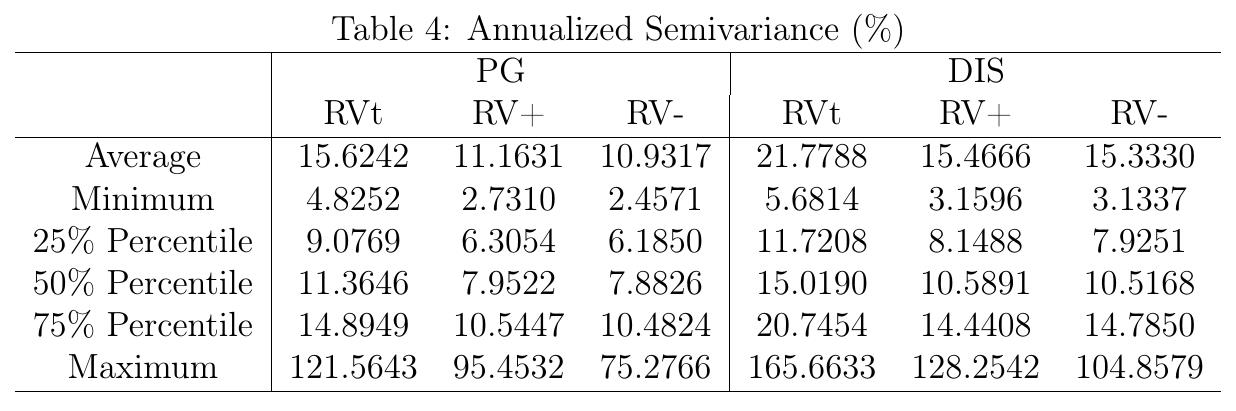 Table 4: Annualized Semivariance (%)
PG DIS
RVt RV+ RV- RVt RV+ RV-
Average 15.6242 11.1631 10.9317 21.7788 15.4666 15.3330
Minimum 4.8252 2.7310 2.4571 5.6814 3.1596 3.1337
25% Percentile 9.0769 6.3054 6.1850 11.7208 8.1488 7.9251
50% Percentile 11.3646 7.9522 7.8826 15.0190 10.5891 10.5168
75% Percentile 14.8949 10.5447 10.4824 20.7454 14.4408 14.7850
Maximum 121.5643 95.4532 75.2766 165.6633 128.2542 104.8579